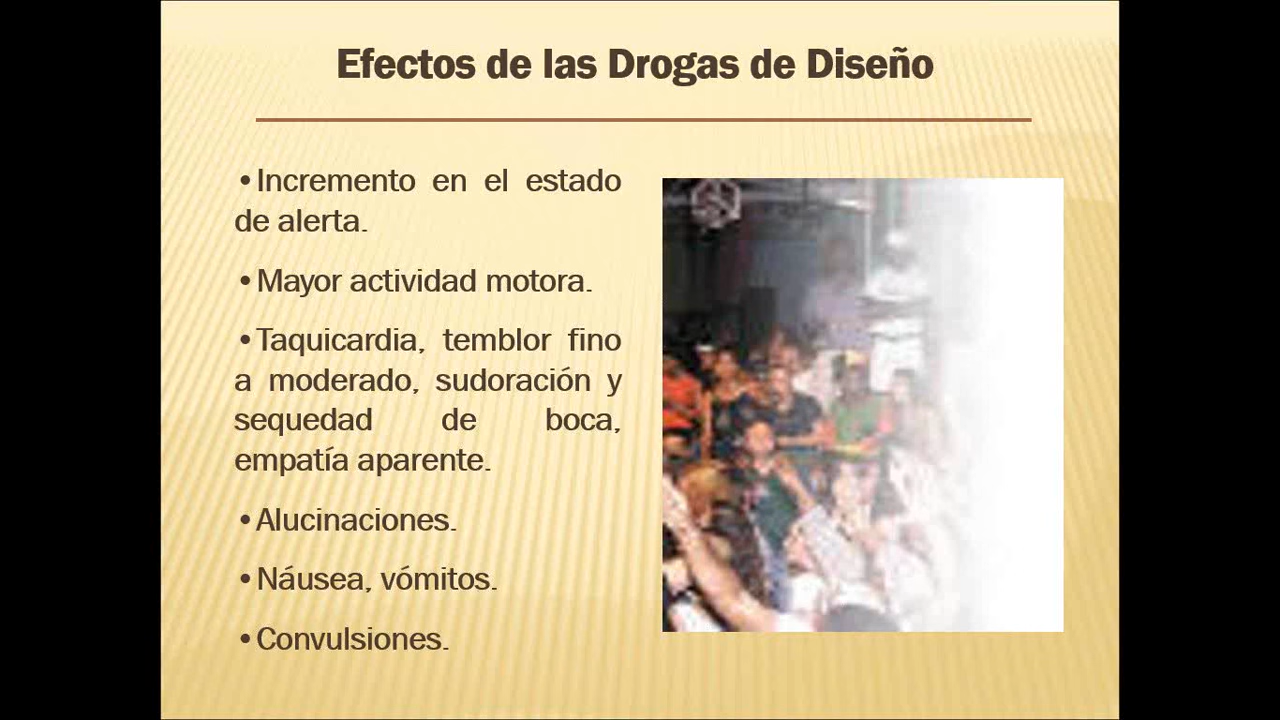 Efectos de las Drogas de Diseño
•Incremento en el estado
de alerta.
•Mayor actividad motora.
•Taquicardia, temblor fino
a moderado, sudoración y
sequedad de boca,
empatía aparente.
•Alucinaciones.
•Náusea, vómitos.
•Convulsiones.